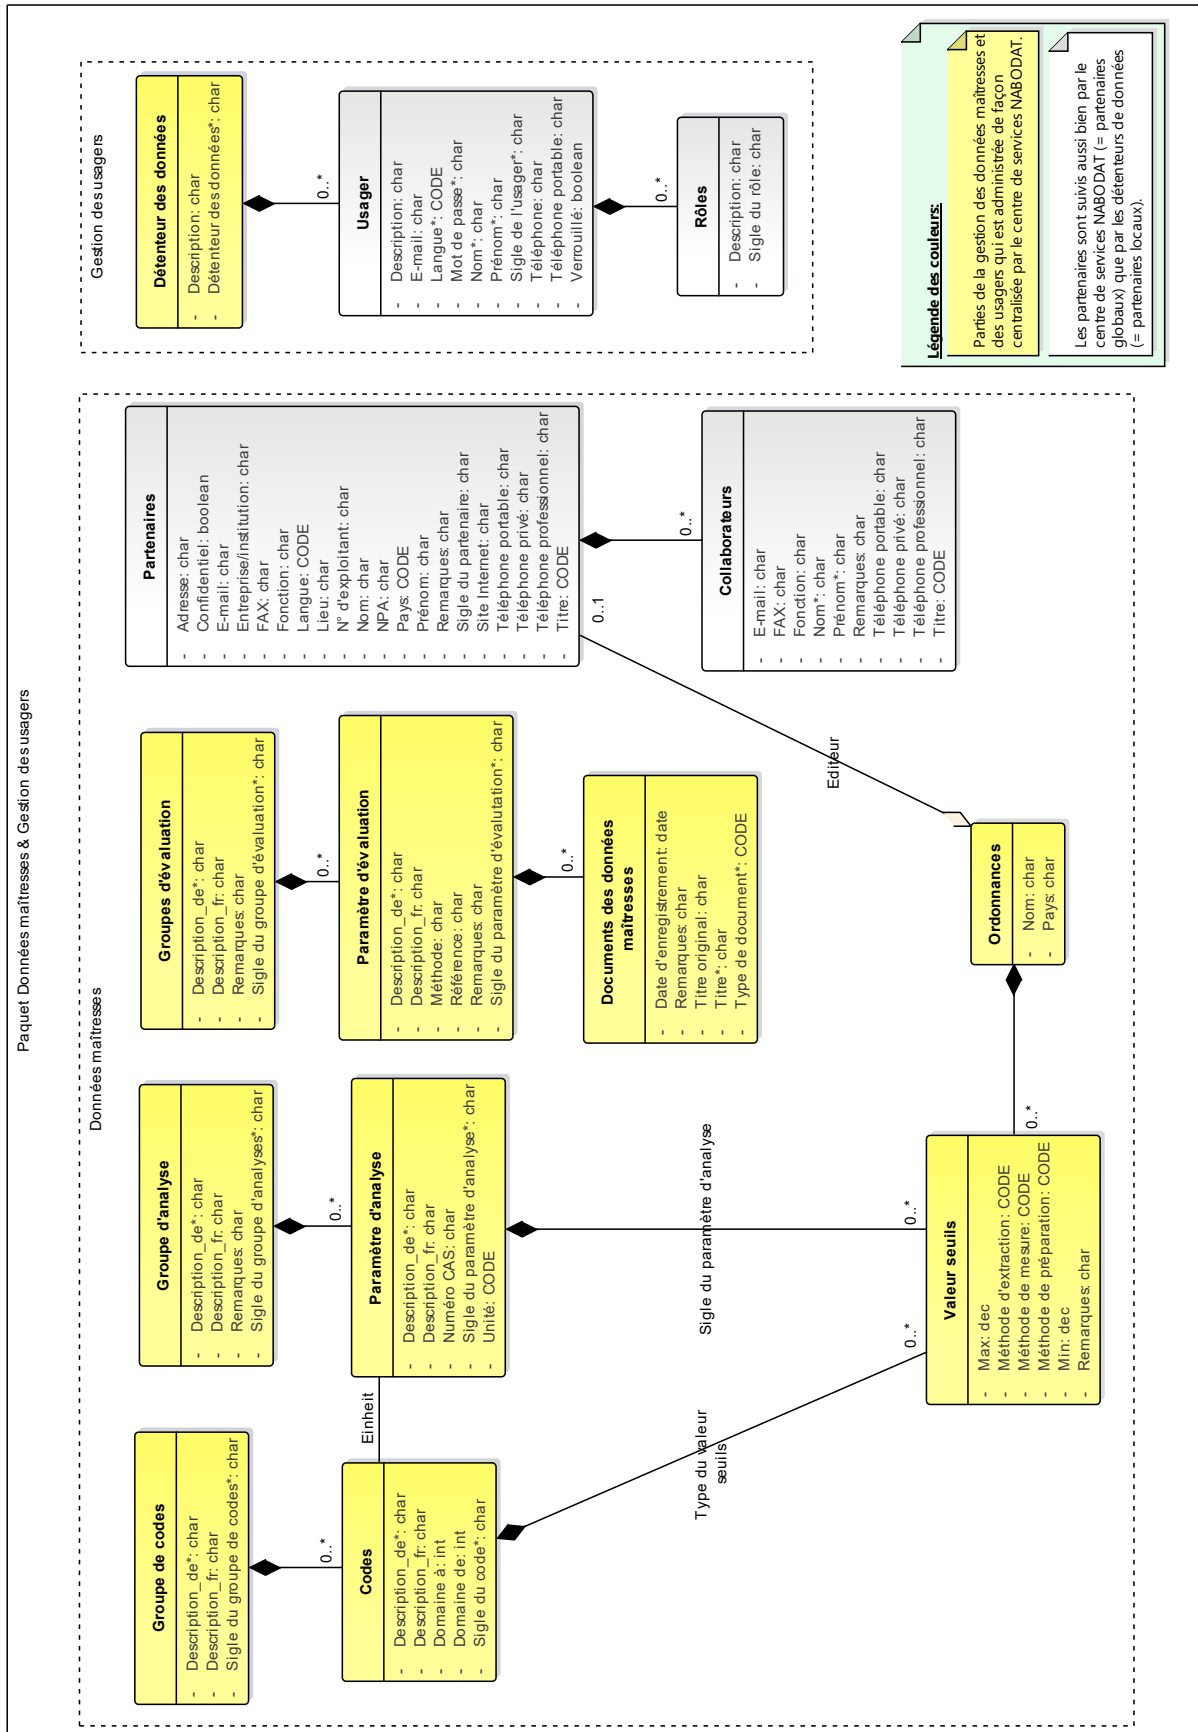 Paquet Données maîtresses & Gestion des usagers
Données maîtresses
Groupe de codes
- Description_de*: char
- Description_fr: char
- Sigle du groupe de codes*: char
0..*
Codes
- Description_de*: char
- Description_fr: char
- Domaine à: int
- Domaine de: int
- Sigle du code*: char
Einheit
Groupe d'analyse
- Description_de*: char
- Description_fr: char
- Remarques: char
- Sigle du groupe d'analyses*: char
0..*
Paramètre d'analyse
- Description_de*: char
- Description_fr: char
- Numéro CAS: char
- Sigle du paramètre d'analyse*: char
- Unité: CODE
Groupes d'évaluation
- Description_de*: char
- Description_fr: char
- Remarques: char
- Sigle du groupe d'évaluation*: char
0..*
Paramètre d'évaluation
- Description_de*: char
- Description_fr: char
- Méthode: char
- Référence: char
- Remarques: char
- Sigle du paramètre d'évalutation*: char
0..*
Documents des données
maîtresses
- Date d'enregistrement: date
- Remarques: char
- Titre original: char
- Titre*: char
- Type de document*: CODE
Partenaires
- Adresse: char
- Confidentiel: boolean
- E-mail: char
- Entreprise/institution: char
- FAX: char
- Fonction: char
- Langue: CODE
- Lieu: char
- N° d'exploitant: char
- Nom: char
- NPA: char
- Pays: CODE
- Prénom: char
- Remarques: char
- Sigle du partenaire: char
- Site Internet: char
- Téléphone portable: char
- Téléphone privé: char
- Téléphone professionnel: char
- Titre: CODE
0..1
0..*
Collaborateurs
- E-mail: char
- FAX: char
- Fonction: char
- Nom*: char
- Prénom*: char
- Remarques: char
- Téléphone portable: char
- Téléphone privé: char
- Téléphone professionnel: char
- Titre: CODE
Type du valeur
seuils
0..*
Sigle du paramètre d'analyse
0..*
Editeur
Valeur seuils
- Max: dec
- Méthode d'extraction: CODE
- Méthode de mesure: CODE
- Méthode de préparation: CODE
- Min: dec
- Remarques: char
0..*
Ordonnances
- Nom: char
- Pays: char
Gestion des usagers
Détenteur des données
- Description: char
- Détenteur des données*: char
0..*
Usager
- Description: char
- E-mail: char
- Langue*: CODE
- Mot de passe*: char
- Nom*: char
- Prénom*: char
- Sigle de l'usager*: char
- Téléphone: char
- Téléphone portable: char
- Verrouillé: boolean
0..*
Rôles
- Description: char
- Sigle du rôle: char
Légende des couleurs:
Parties de la gestion des données maîtresses et
des usagers qui est administrée de façon
centralisée par le centre de services NABODAT.
Les partenaires sont suivis aussi bien par le
centre de services NABODAT (= partenaires
globaux) que par les détenteurs de données
(= partenaires locaux).